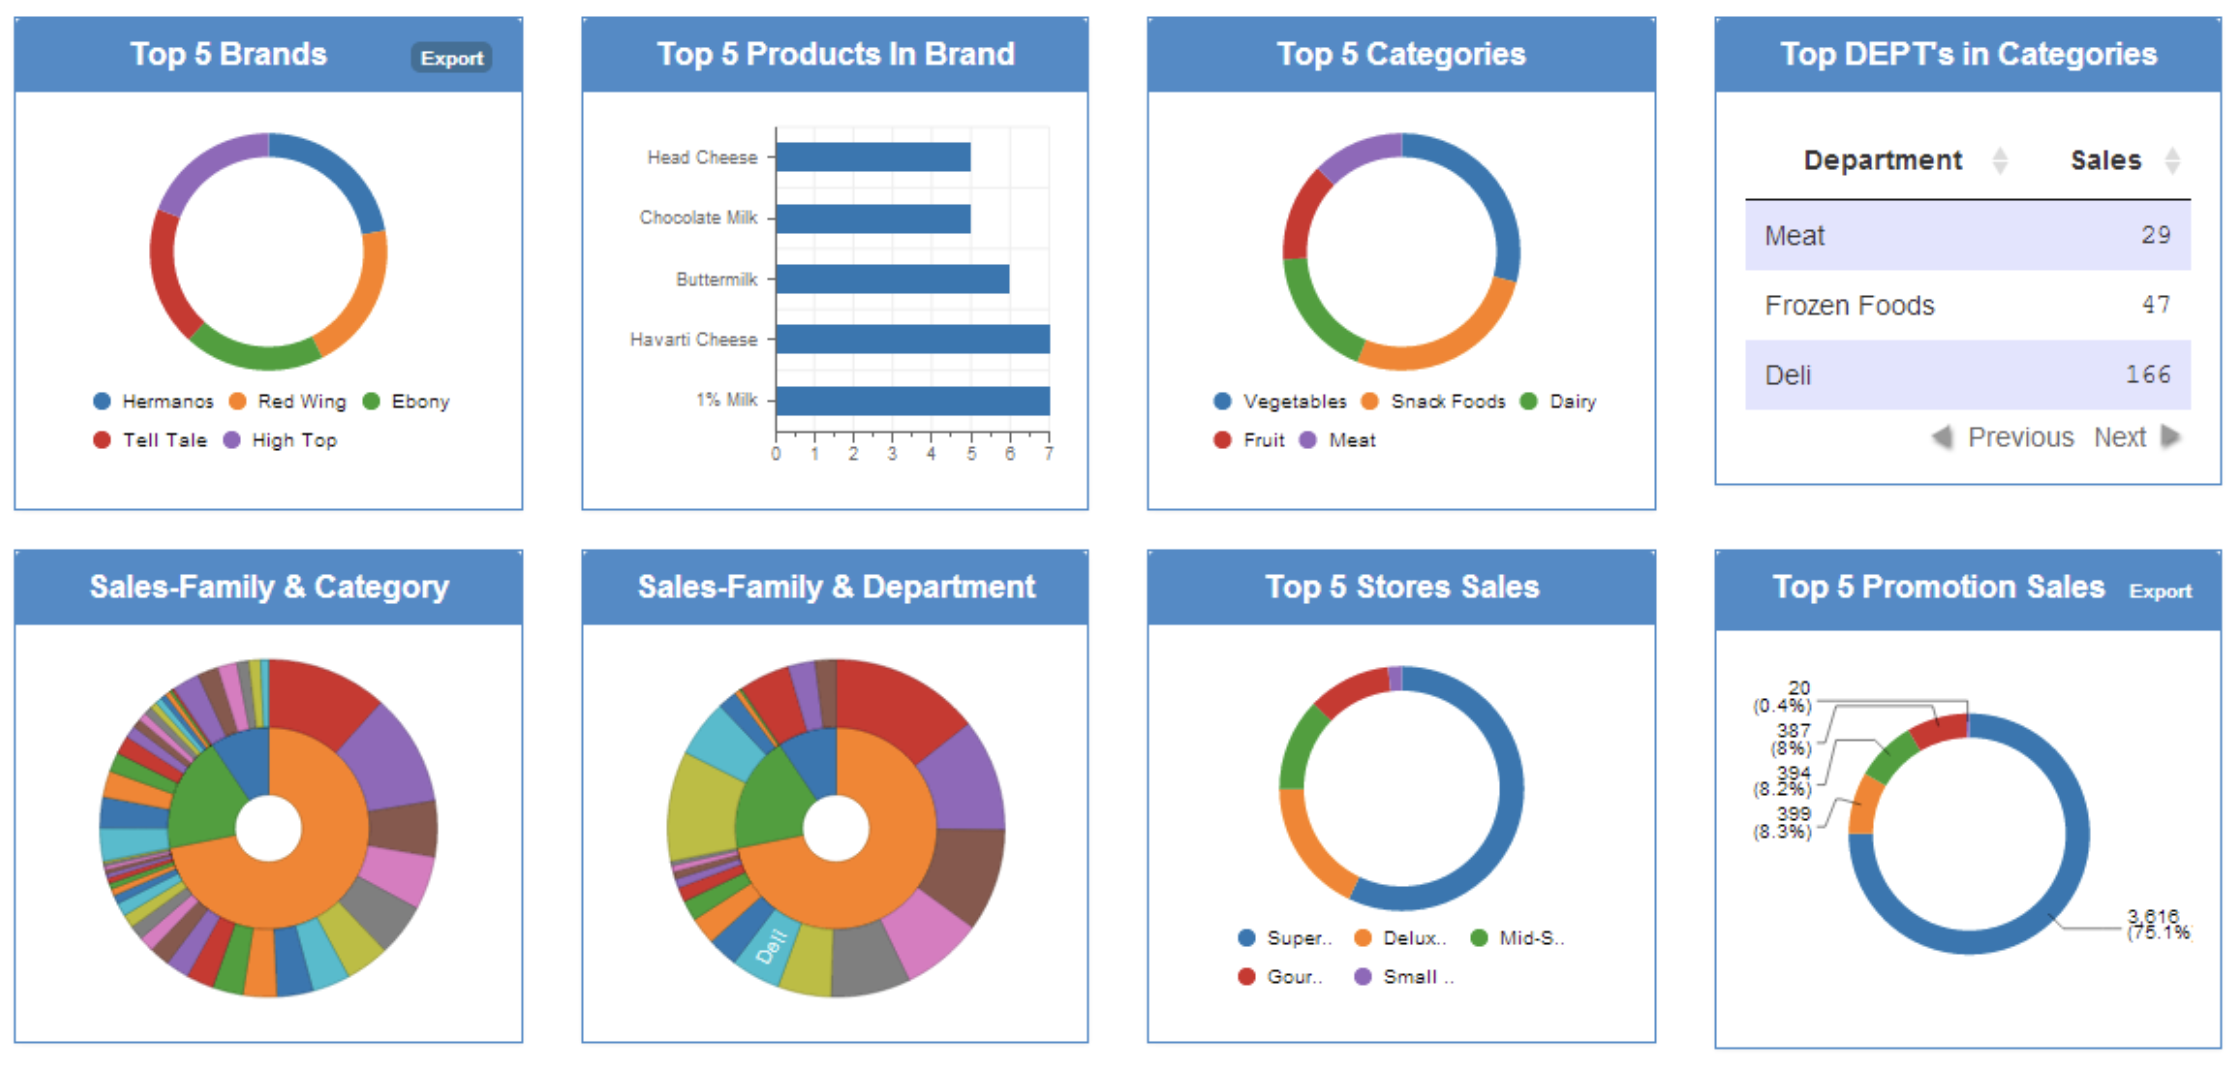 Top 5 Brands
Export
Hermanos Red Wing Ebony
Tell Tale High Top
Top 5 Products In Brand
Head Cheese
Chocolate Milk
Buttermilk
Havarti Cheese
1% Milk
0 1 2 3 4 5 6 7
Top 5 Categories
Vegetables Snack Foods Dairy
Fruit Meat
Top DEPT's in Categories
Department Sales
Meat 29
Frozen Foods 47
Deli 166
Previous Next
Sales-Family & Category
Sales-Family & Department
Deli
Top 5 Stores Sales
Super.. Delux.. Mid-S..
Gour.. Small ..
Top 5 Promotion Sales
Export
20
(0.4%)
387
(8%)
394
(8.2%)
399
(8.3%)
3,616
(75.1%